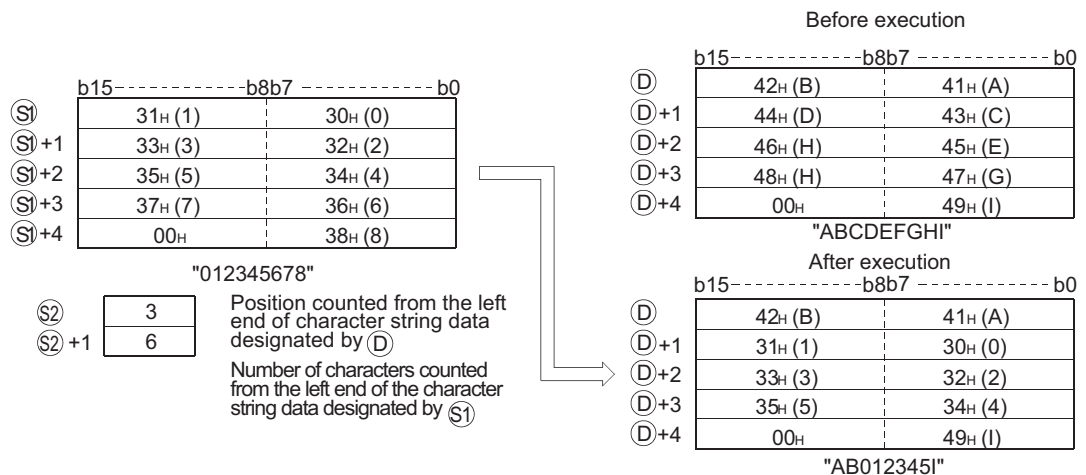 Before execution
b15 b8b7 b0
Ⓓ 42H (B) 41H (A)
Ⓓ+1 44H (D) 43H (C)
Ⓓ+2 46H (H) 45H (E)
Ⓓ+3 48H (H) 47H (G)
Ⓓ+4 00H 49H (I)
"ABCDEFGHI"
b15 b8b7 b0
S1 31H (1) 30H (0)
S1+1 33H (3) 32H (2)
S1+2 35H (5) 34H (4)
S1+3 37H (7) 36H (6)
S1+4 00H 38H (8)
"012345678"
S2 3
S2 +1 6
Position counted from the left
end of character string data
designated by Ⓓ
Number of characters counted
from the left end of the character
string data designated by S1
After execution
b15 b8b7 b0
Ⓓ 42H (B) 41H (A)
Ⓓ+1 31H (1) 30H (0)
Ⓓ+2 33H (3) 32H (2)
Ⓓ+3 35H (5) 34H (4)
Ⓓ+4 00H 49H (I)
"AB012345I"